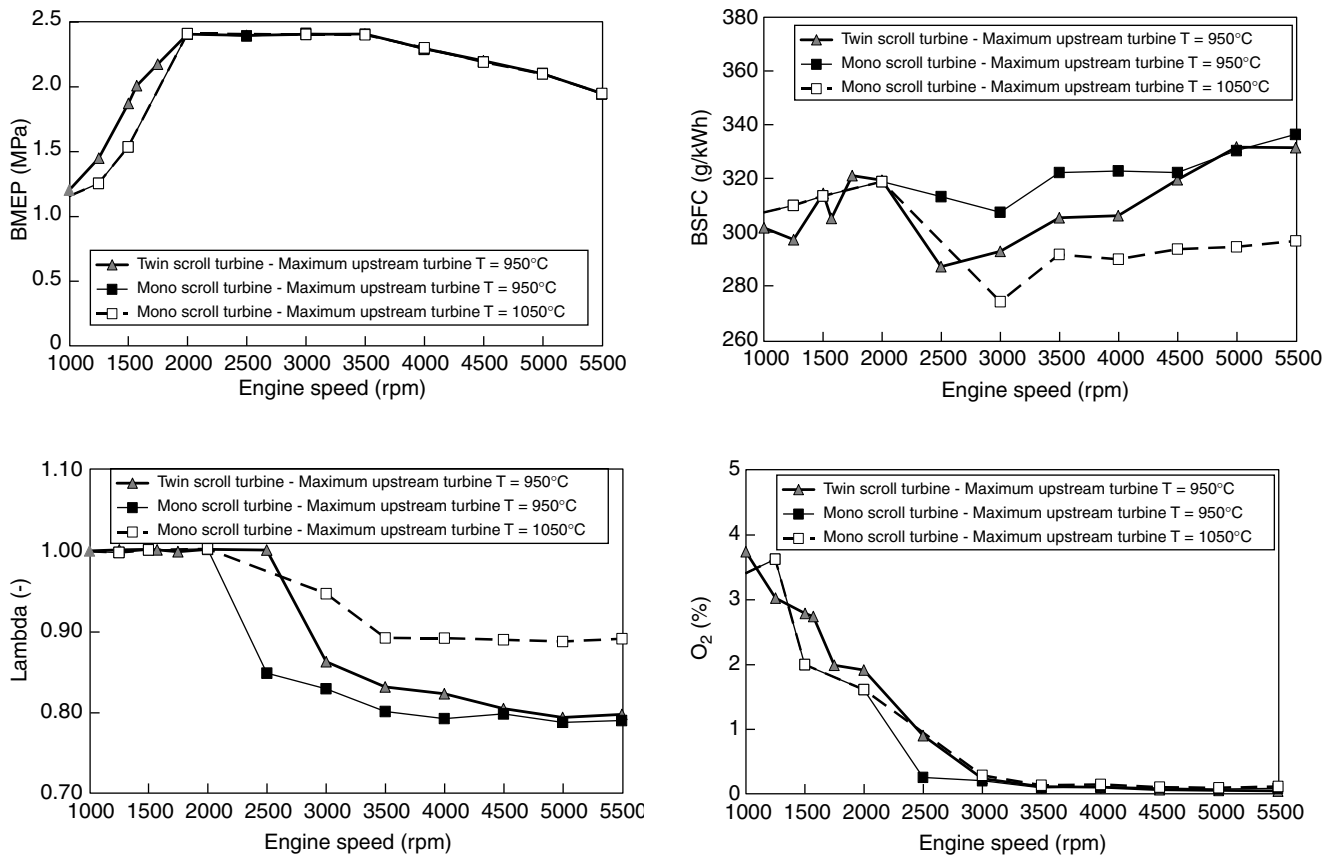 2.5
2.0
1.5
1.0
0.5
0
BMEP (MPa)
Twin scroll turbine - Maximum upstream turbine T = 950°C
Mono scroll turbine - Maximum upstream turbine T = 950°C
Mono scroll turbine - Maximum upstream turbine T = 1050°C
1000 1500 2000 2500 3000 3500 4000 4500 5000 5500
Engine speed (rpm)
380
360
340
320
300
280
260
BSFC (g/kWh)
Twin scroll turbine - Maximum upstream turbine T = 950°C
Mono scroll turbine - Maximum upstream turbine T = 950°C
Mono scroll turbine - Maximum upstream turbine T = 1050°C
1000 1500 2000 2500 3000 3500 4000 4500 5000 5500
Engine speed (rpm)
1.10
1.00
0.90
0.80
0.70
Lambda (-)
Twin scroll turbine - Maximum upstream turbine T = 950°C
Mono scroll turbine - Maximum upstream turbine T = 950°C
Mono scroll turbine - Maximum upstream turbine T = 1050°C
1000 1500 2000 2500 3000 3500 4000 4500 5000 5500
Engine speed (rpm)
5
4
3
2
1
0
O₂ (%)
Twin scroll turbine - Maximum upstream turbine T = 950°C
Mono scroll turbine - Maximum upstream turbine T = 950°C
Mono scroll turbine - Maximum upstream turbine T = 1050°C
1000 1500 2000 2500 3000 3500 4000 4500 5000 5500
Engine speed (rpm)